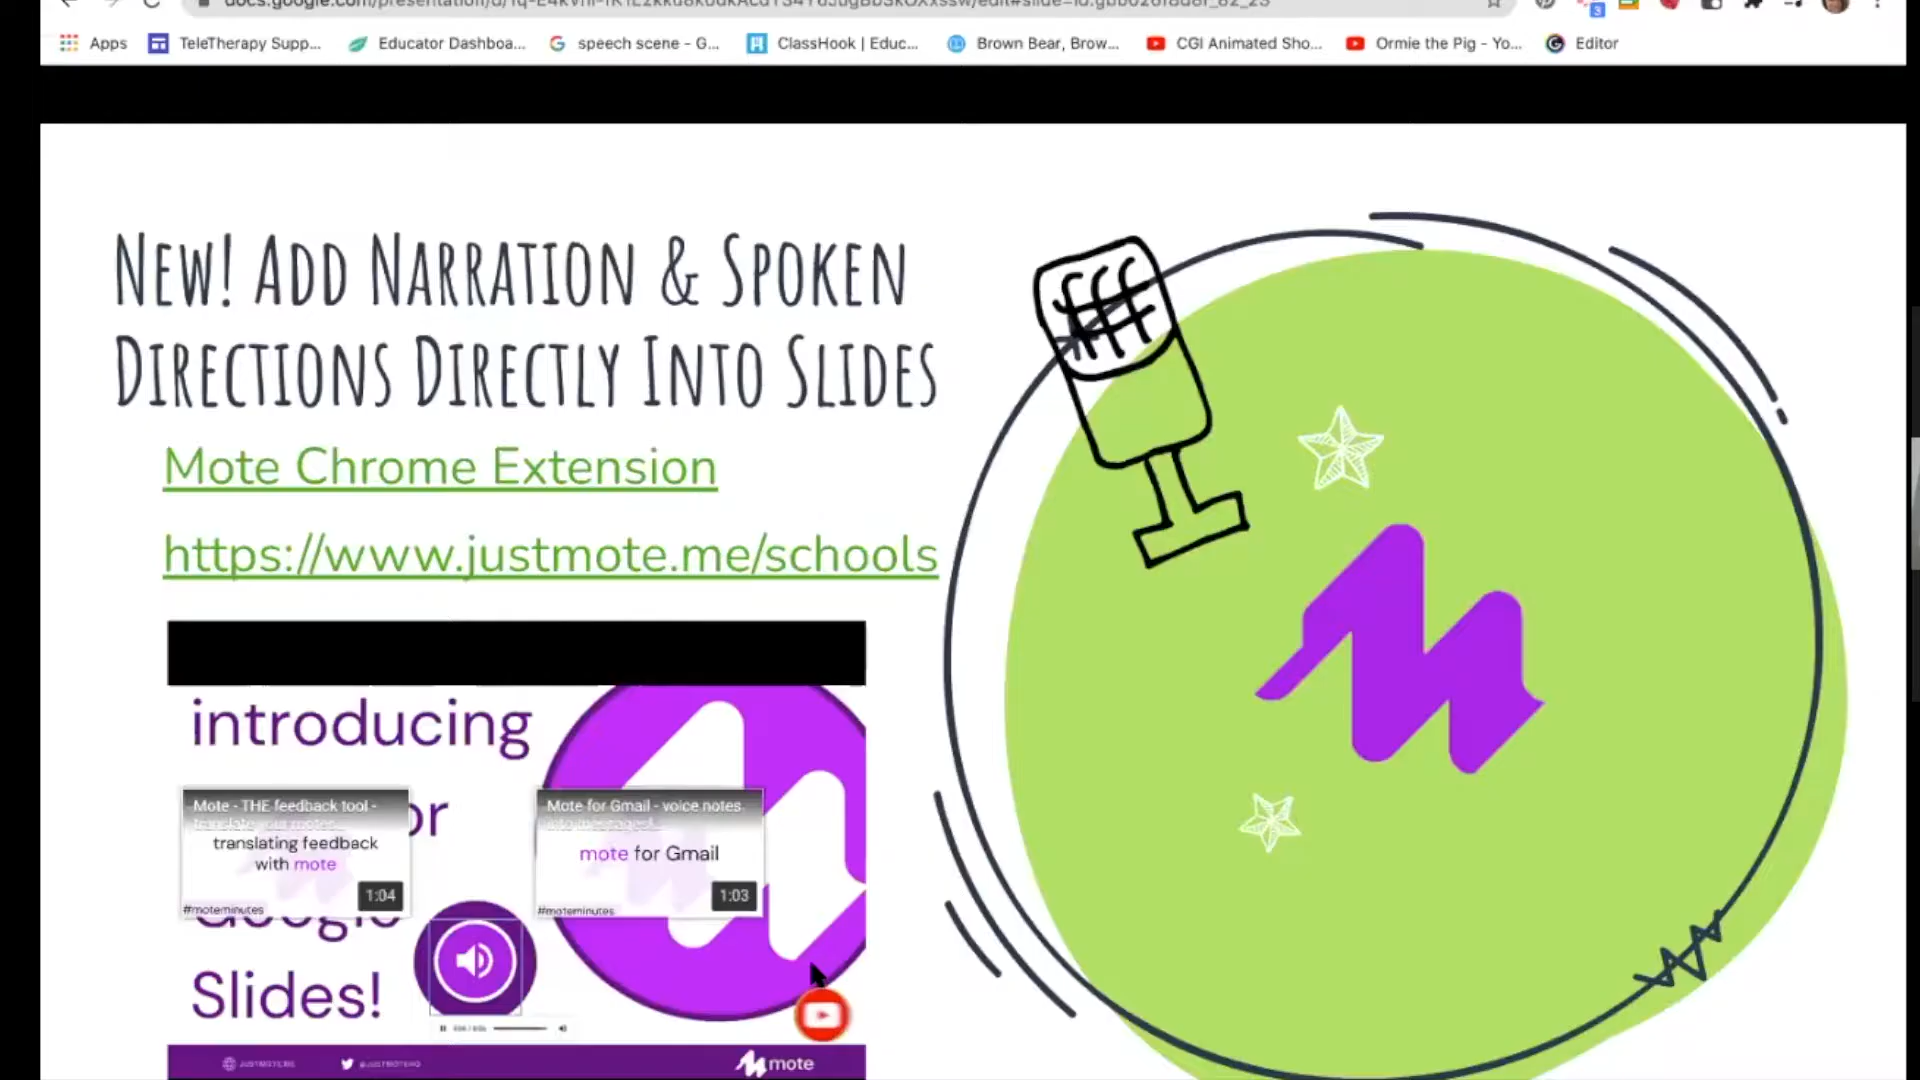 Apps TeleTherapy Supp... Educator Dashboa... speech scene - G... ClassHook | Educ... Brown Bear, Brow... CGI Animated Sho... Ormie the Pig - Yo... Editor
New! Add Narration & Spoken
Directions Directly Into Slides
Mote Chrome Extension
https://www.justmote.me/schools
introducing
Mote - THE feedback tool -
translating feedback
with mote
1:04
#moteminutes
or
Mote for Gmail - voice notes
mote for Gmail
1:03
#moteminutes
Google
Slides!
mote
3